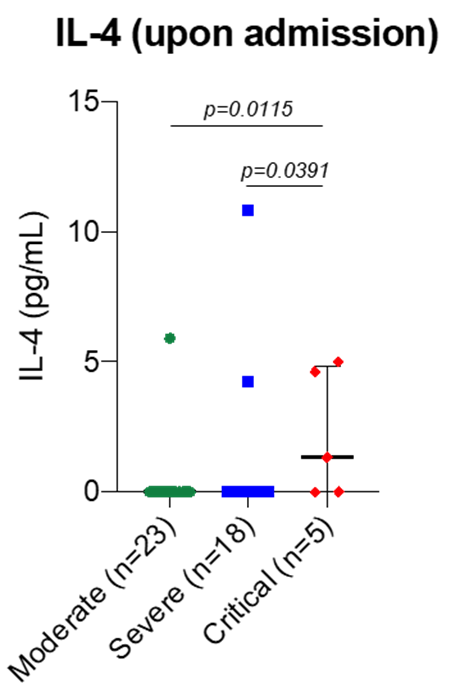 IL-4 (upon admission)
15
p=0.0115
p=0.0391
10
IL-4 (pg/mL)
5
0
Moderate (n=23)
Severe (n=18)
Critical (n=5)